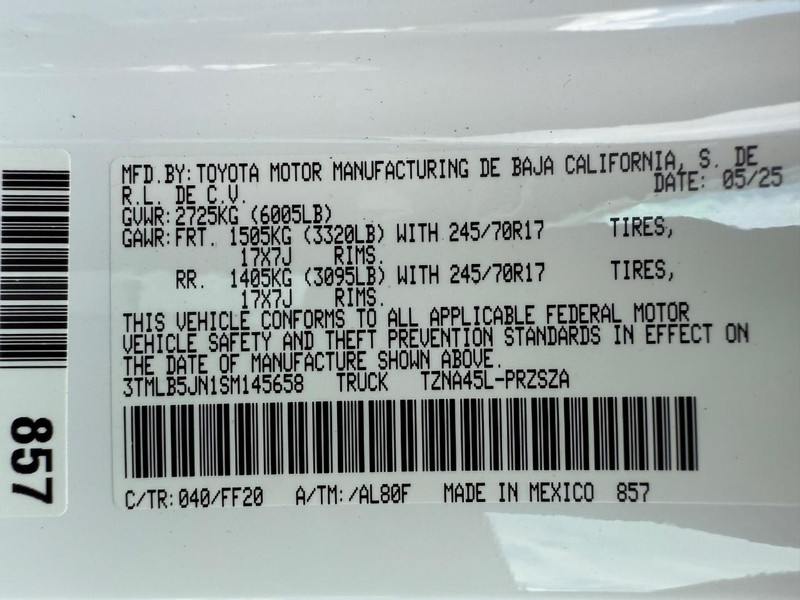 MFD.BY: TOYOTA MOTOR MANUFACTURING DE BAJA CALIFORNIA, S. DE
R.L. DE C.V. DATE: 05/25
GVWR: 2725KG (6005LB)
GAWR: FRT. 1505KG (3320LB) WITH 245/70R17 TIRES,
17X7J RIMS.
RR. 1405KG (3095LB) WITH 245/70R17 TIRES,
17X7J RIMS.
THIS VEHICLE CONFORMS TO ALL APPLICABLE FEDERAL MOTOR
VEHICLE SAFETY AND THEFT PREVENTION STANDARDS IN EFFECT ON
THE DATE OF MANUFACTURE SHOWN ABOVE.
3TMLB5JN1SM145658 TRUCK TZNA45L-PRZSZA
C/TR: 040/FF20 A/TM: /AL80F MADE IN MEXICO 857
857